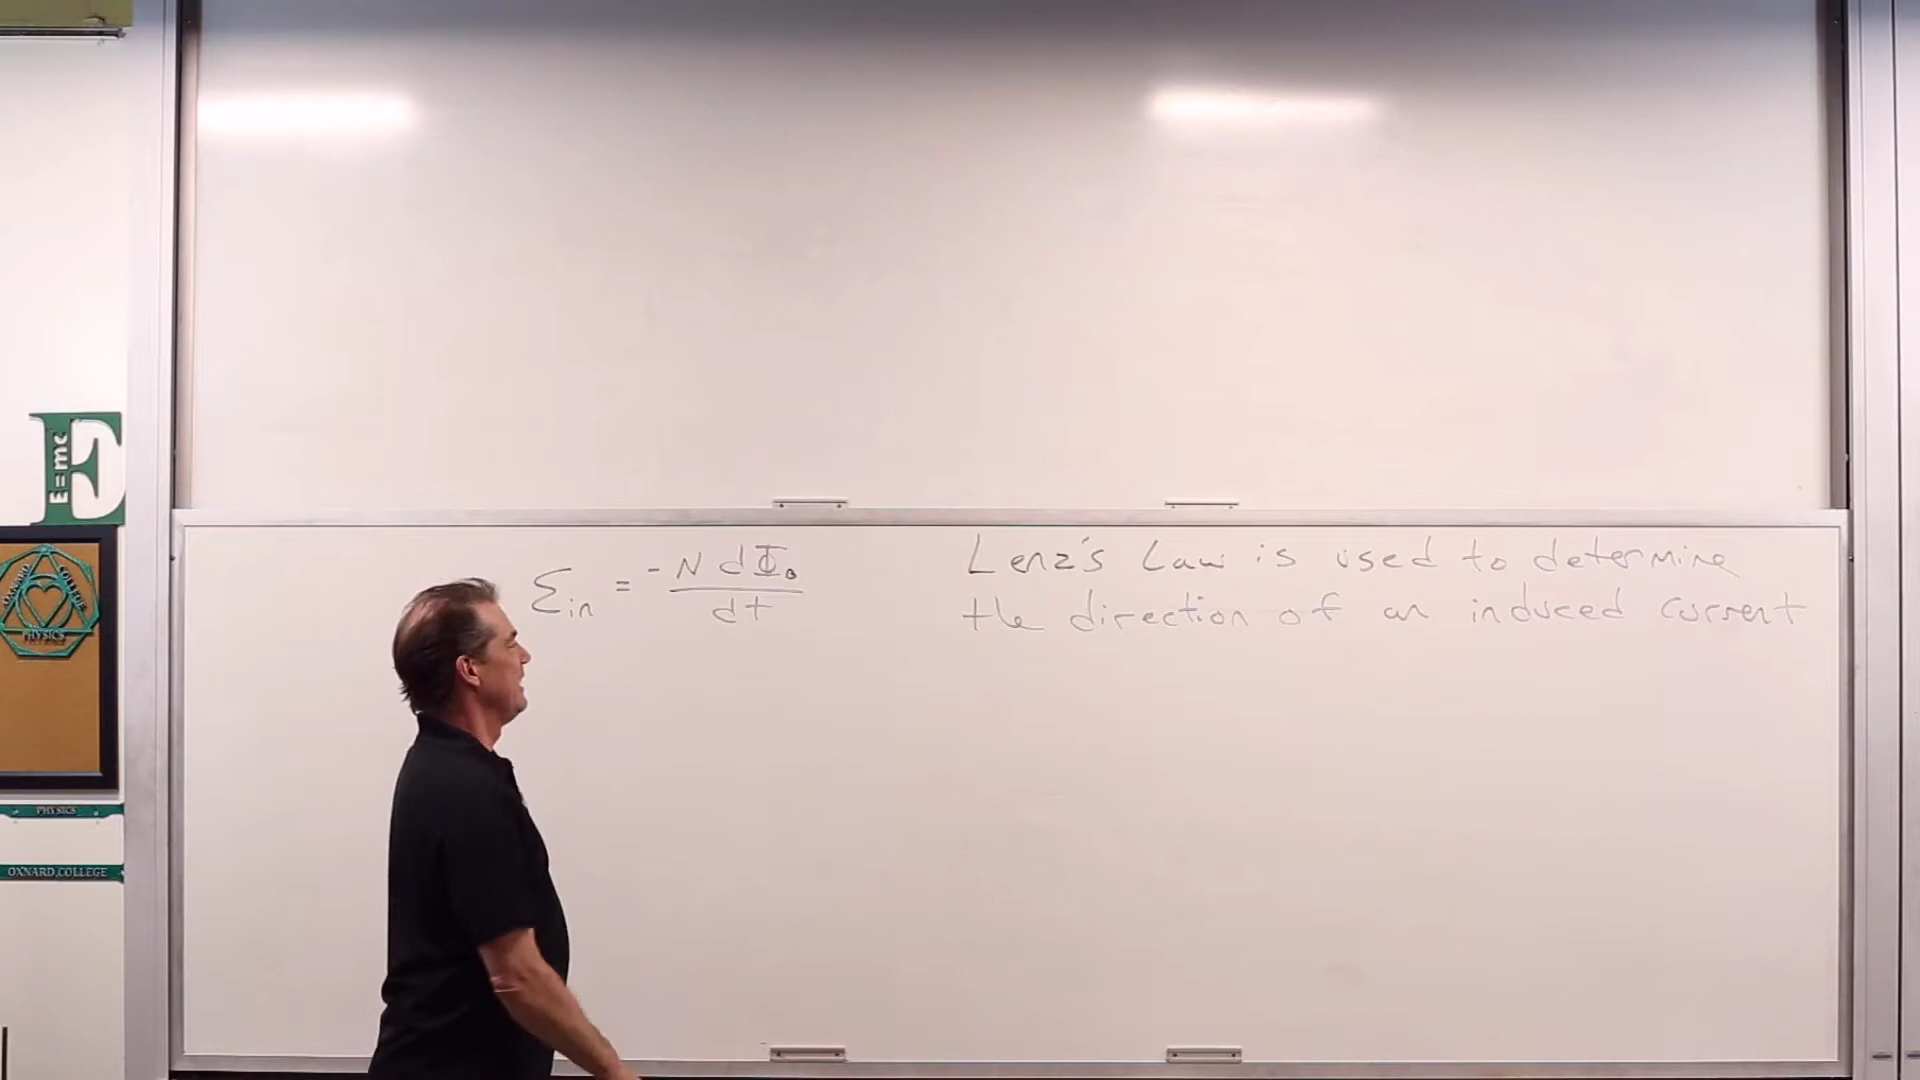 E=mc
OXNARD COLLEGE
PHYSICS
PHYSICS
OXNARD COLLEGE
Ɛin = -N dΦB
dt
Lenz's Law is used to determine
the direction of an induced current